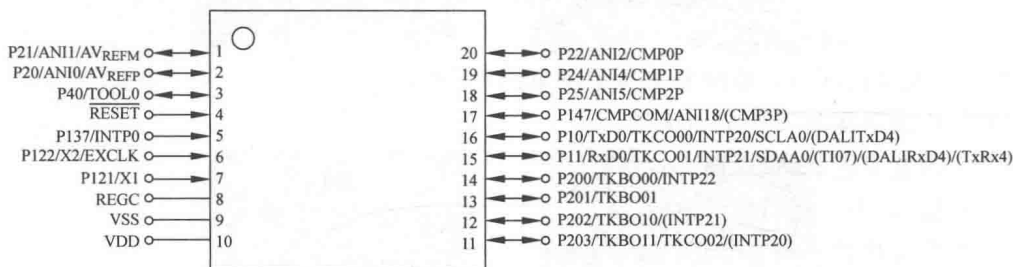 P21/ANI1/AVREFM 1
P20/ANI0/AVREFP 2
P40/TOOL0 3
RESET 4
P137/INTP0 5
P122/X2/EXCLK 6
P121/X1 7
REGC 8
VSS 9
VDD 10
20 P22/ANI2/CMP0P
19 P24/ANI4/CMP1P
18 P25/ANI5/CMP2P
17 P147/CMPCOM/ANI18/(CMP3P)
16 P10/TxD0/TKCO00/INTP20/SCLA0/(DALITxD4)
15 P11/RxD0/TKCO01/INTP21/SDAA0/(TI07)/(DALIRxD4)/(TxRx4)
14 P200/TKBO00/INTP22
13 P201/TKBO01
12 P202/TKBO10/(INTP21)
11 P203/TKBO11/TKCO02/(INTP20)